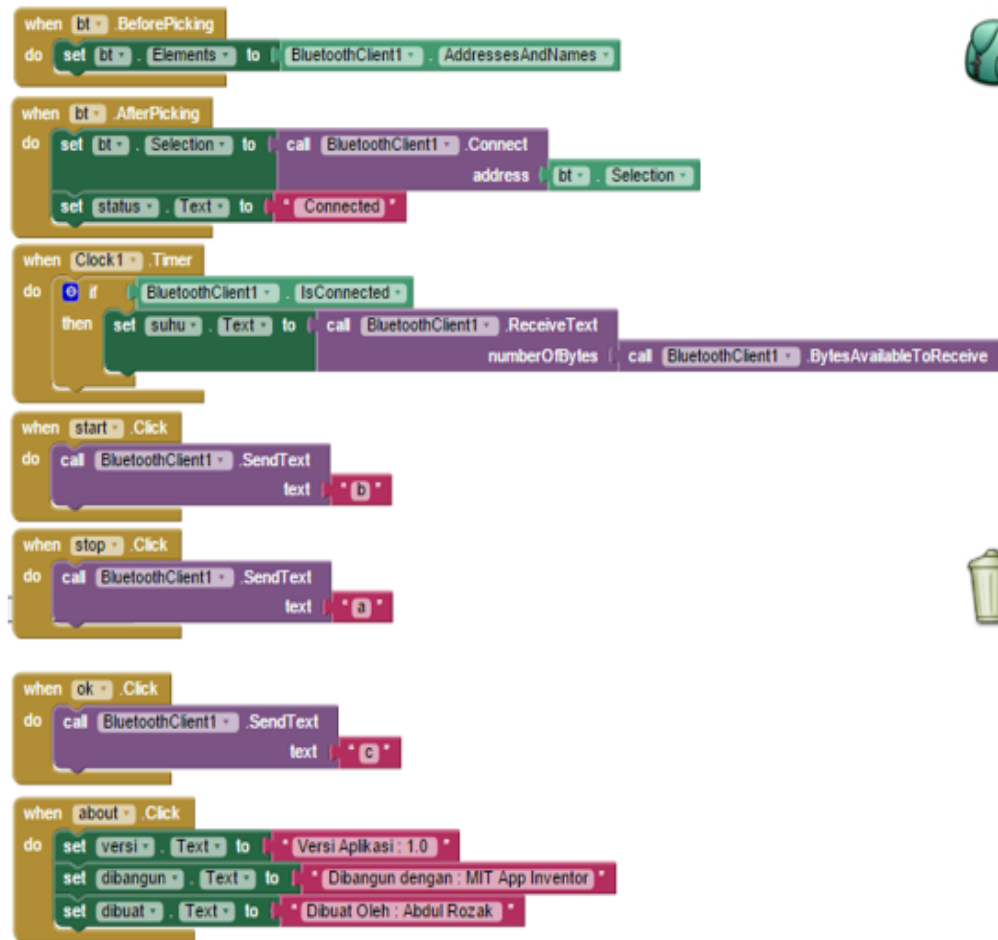 when bt .BeforePicking
do set bt . Elements to BluetoothClient1 . AddressesAndNames
when bt .AfterPicking
do set bt . Selection to call BluetoothClient1 .Connect
address bt . Selection
set status . Text to " Connected "
when Clock1 .Timer
do if BluetoothClient1 . IsConnected
then set suhu . Text to call BluetoothClient1 .ReceiveText
numberOfBytes call BluetoothClient1 .BytesAvailableToReceive
when start .Click
do call BluetoothClient1 .SendText
text " b "
when stop .Click
do call BluetoothClient1 .SendText
text " a "
when ok .Click
do call BluetoothClient1 .SendText
text " c "
when about .Click
do set versi . Text to " Versi Aplikasi : 1.0 "
set dibangun . Text to " Dibangun dengan : MIT App Inventor "
set dibuat . Text to " Dibuat Oleh : Abdul Rozak "